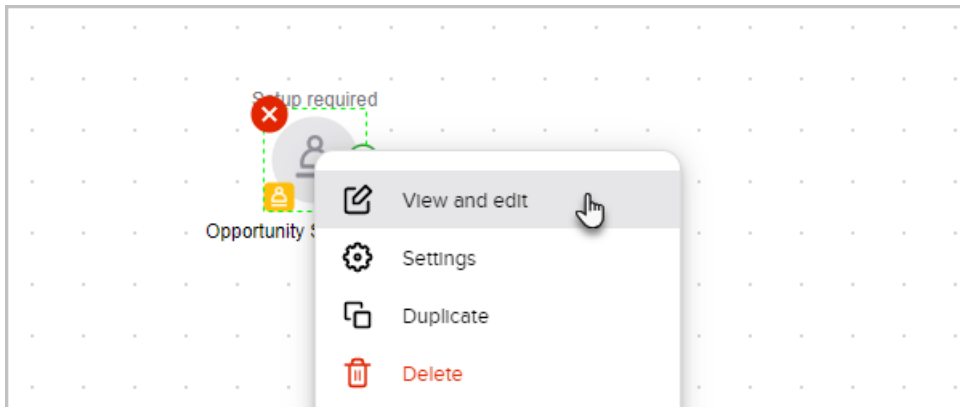 Setup required
Opportunity
View and edit
Settings
Duplicate
Delete